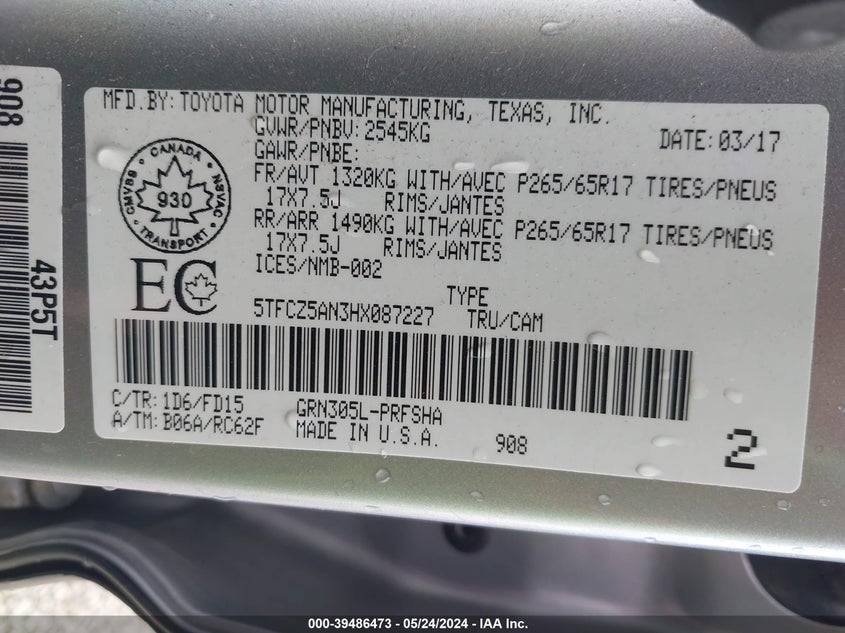 908
43P5T
MFD.BY: TOYOTA MOTOR MANUFACTURING, TEXAS, INC.
GVWR/PNBV: 2545KG DATE: 03/17
GAWR/PNBE:
FR/AVT 1320KG WITH/AVEC P265/65R17 TIRES/PNEUS
17X7.5J RIMS/JANTES
RR/ARR 1490KG WITH/AVEC P265/65R17 TIRES/PNEUS
17X7.5J RIMS/JANTES
ICES/NMB-002
CANADA
CMVSS NSVAC
930
TRANSPORT
EC
TYPE
5TFCZ5AN3HX087227 TRU/CAM
C/TR: 1D6/FD15 GRN305L-PRFSHA
A/TM: B06A/RC62F MADE IN U.S.A. 908
2
000-39486473 - 05/24/2024 - IAA Inc.